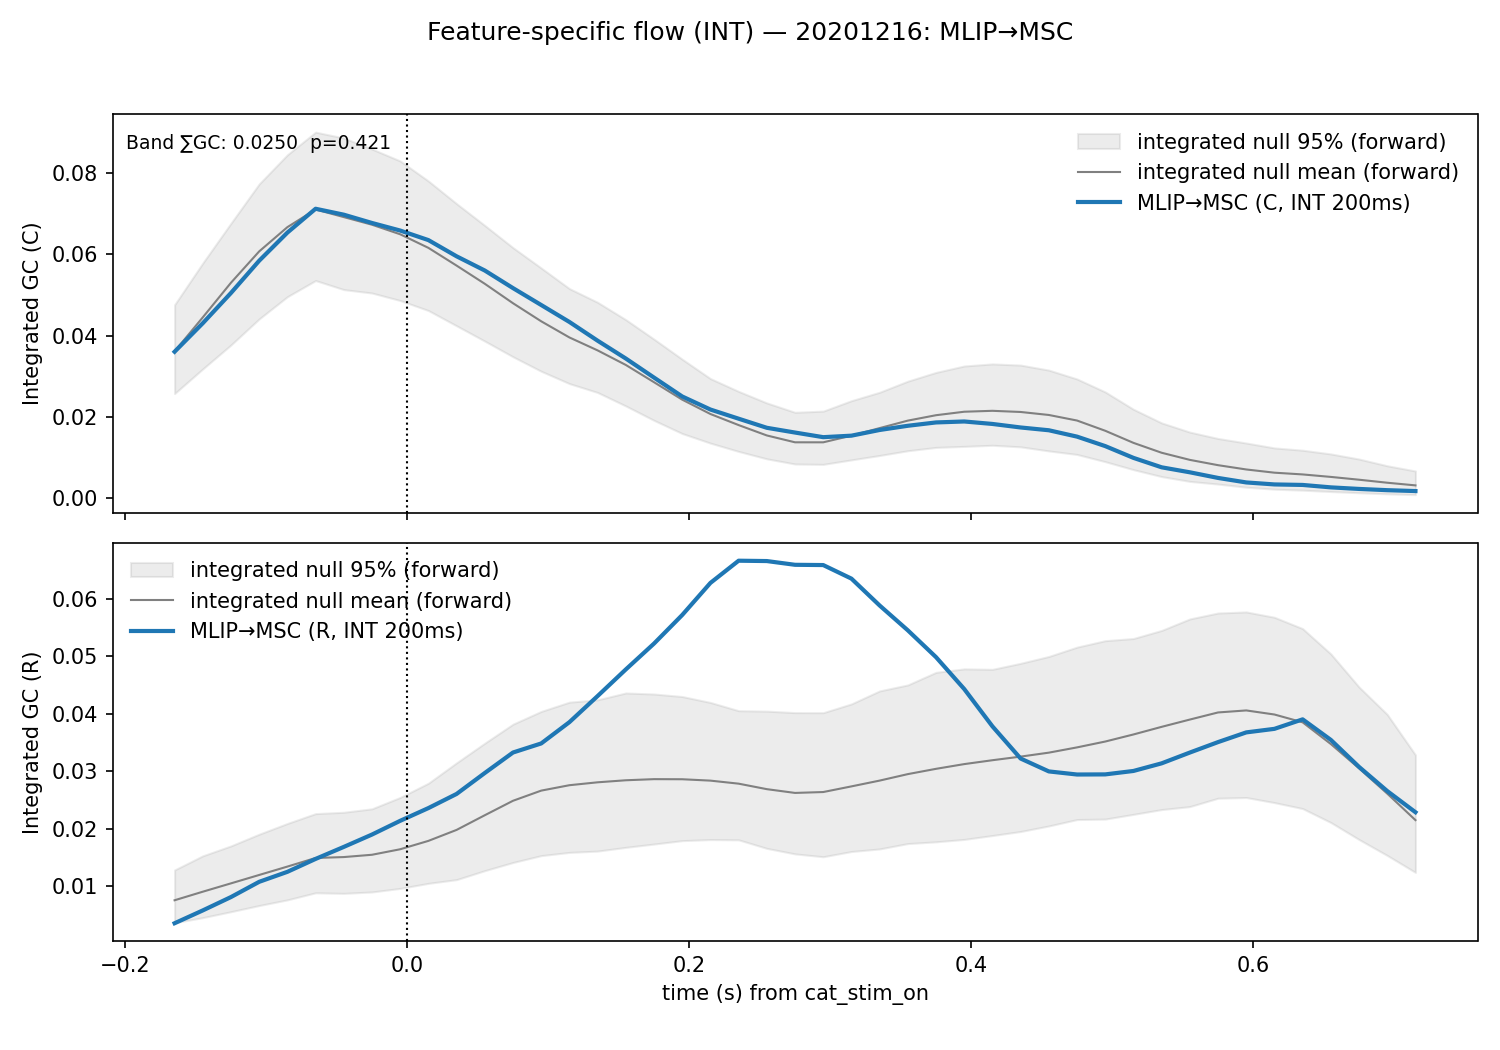 Feature-specific flow (INT) — 20201216: MLIP→MSC
Band ∑GC: 0.0250  p=0.421
integrated null 95% (forward)
integrated null mean (forward)
MLIP→MSC (C, INT 200ms)
Integrated GC (C)
0.08
0.06
0.04
0.02
0.00
integrated null 95% (forward)
integrated null mean (forward)
MLIP→MSC (R, INT 200ms)
Integrated GC (R)
0.06
0.05
0.04
0.03
0.02
0.01
−0.2 0.0 0.2 0.4 0.6
time (s) from cat_stim_on